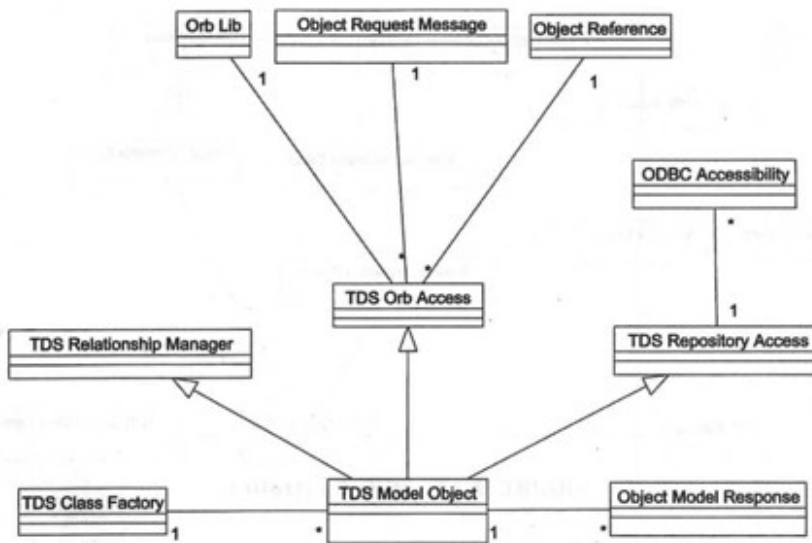 Orb Lib
Object Request Message
Object Reference
1
1
1
ODBC Accessibility
*
*
*
TDS Orb Access
1
TDS Relationship Manager
TDS Repository Access
TDS Class Factory
TDS Model Object
Object Model Response
1
*
1
*